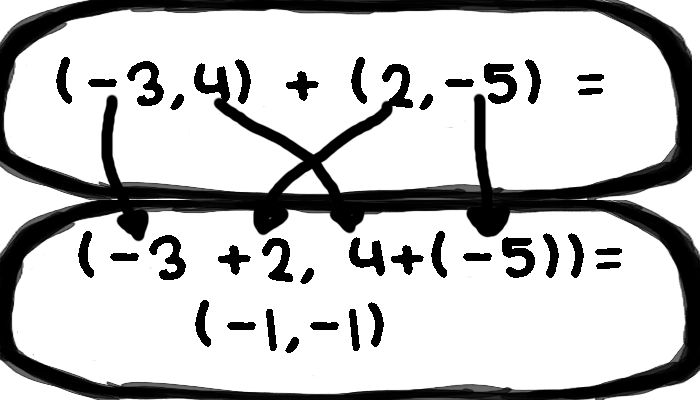 (-3,4) + (2,-5) =
(-3 +2, 4+(-5))=
(-1,-1)